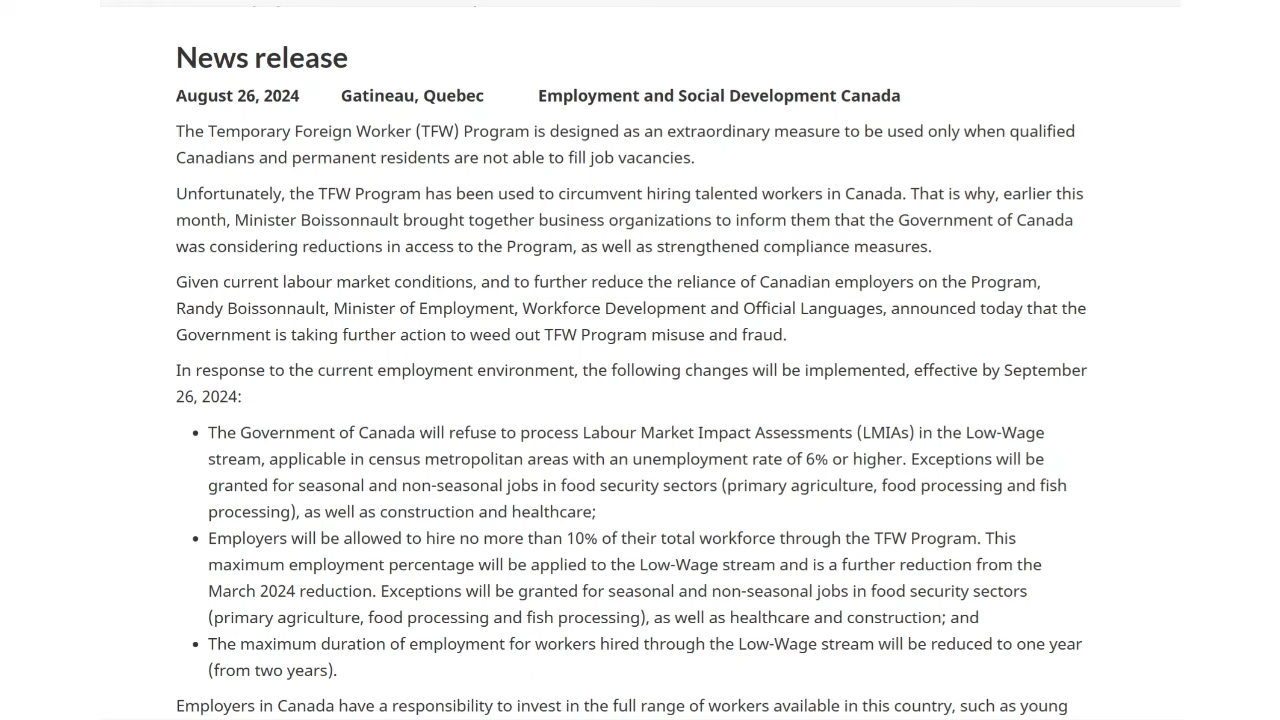 News release
August 26, 2024 Gatineau, Quebec Employment and Social Development Canada
The Temporary Foreign Worker (TFW) Program is designed as an extraordinary measure to be used only when qualified
Canadians and permanent residents are not able to fill job vacancies.
Unfortunately, the TFW Program has been used to circumvent hiring talented workers in Canada. That is why, earlier this
month, Minister Boissonnault brought together business organizations to inform them that the Government of Canada
was considering reductions in access to the Program, as well as strengthened compliance measures.
Given current labour market conditions, and to further reduce the reliance of Canadian employers on the Program,
Randy Boissonnault, Minister of Employment, Workforce Development and Official Languages, announced today that the
Government is taking further action to weed out TFW Program misuse and fraud.
In response to the current employment environment, the following changes will be implemented, effective by September
26, 2024:
• The Government of Canada will refuse to process Labour Market Impact Assessments (LMIAs) in the Low-Wage
stream, applicable in census metropolitan areas with an unemployment rate of 6% or higher. Exceptions will be
granted for seasonal and non-seasonal jobs in food security sectors (primary agriculture, food processing and fish
processing), as well as construction and healthcare;
• Employers will be allowed to hire no more than 10% of their total workforce through the TFW Program. This
maximum employment percentage will be applied to the Low-Wage stream and is a further reduction from the
March 2024 reduction. Exceptions will be granted for seasonal and non-seasonal jobs in food security sectors
(primary agriculture, food processing and fish processing), as well as healthcare and construction; and
• The maximum duration of employment for workers hired through the Low-Wage stream will be reduced to one year
(from two years).
Employers in Canada have a responsibility to invest in the full range of workers available in this country, such as young